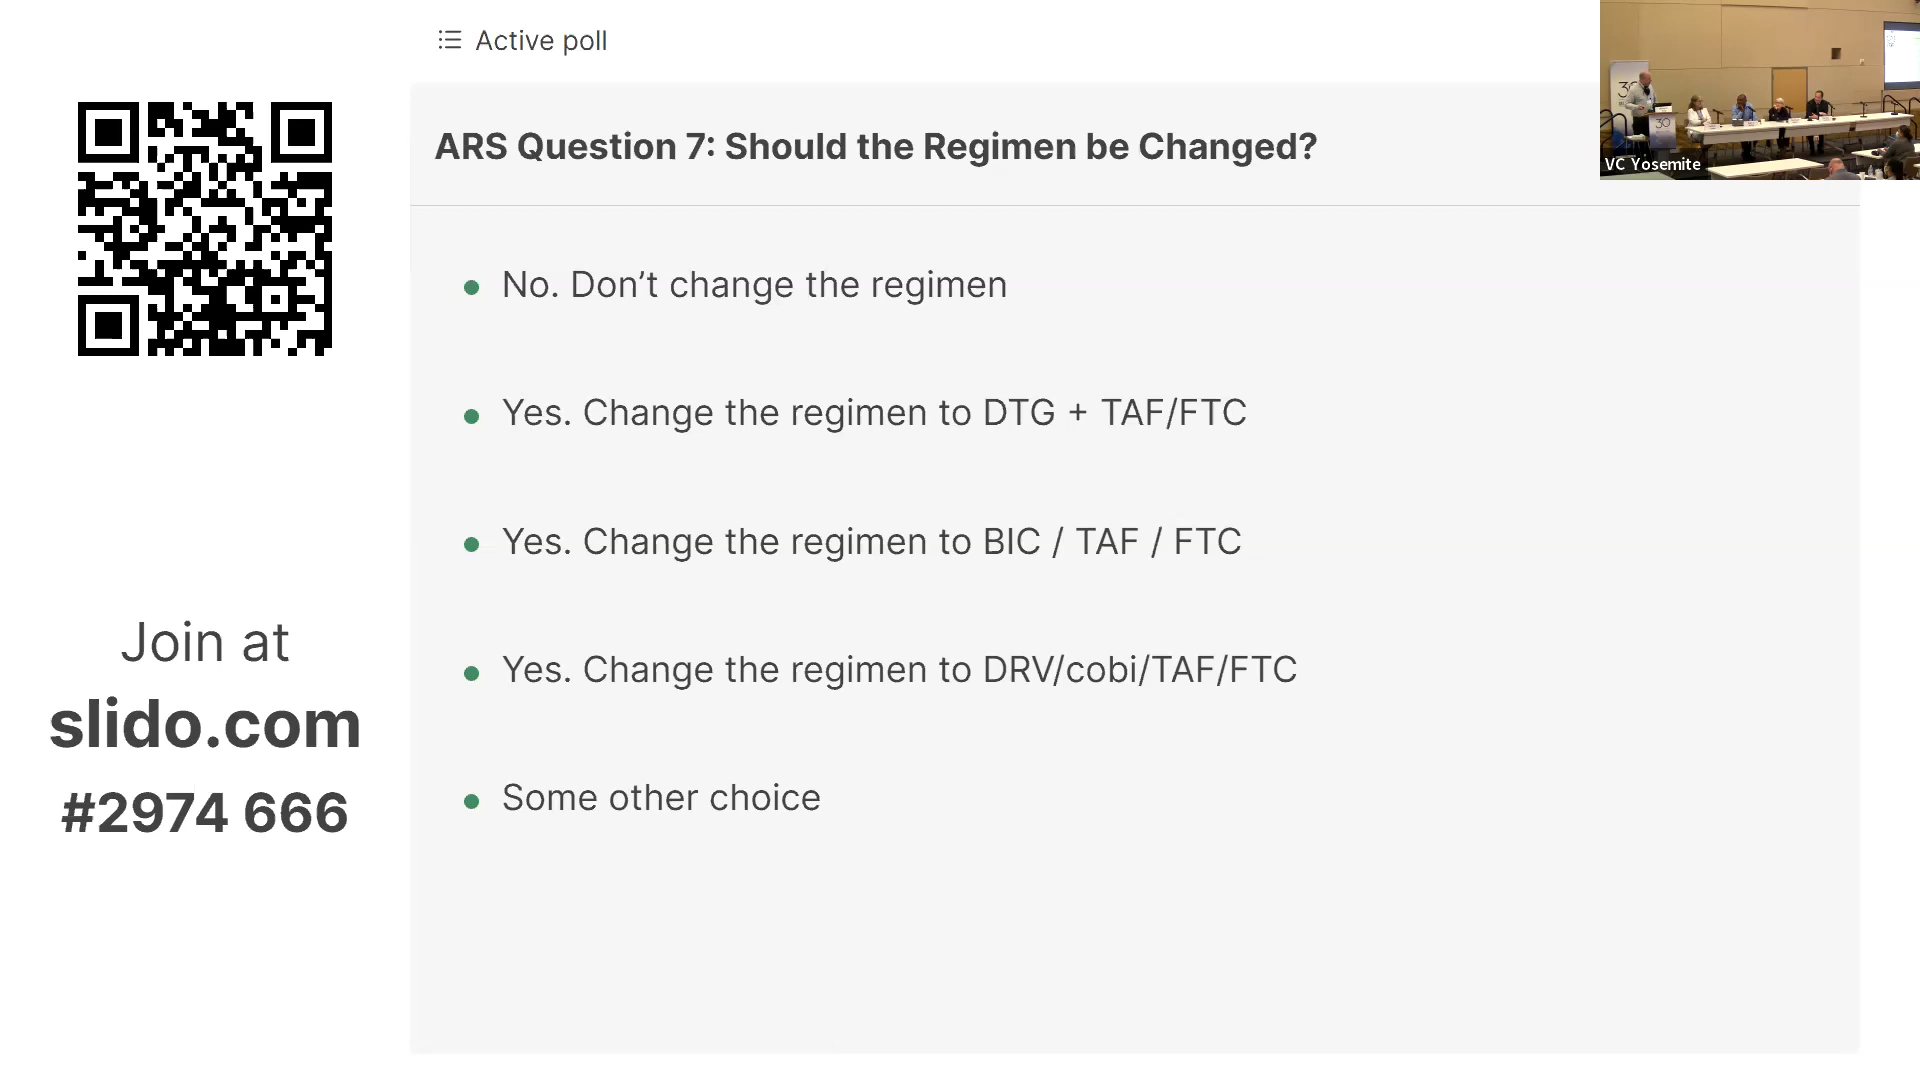 Active poll
ARS Question 7: Should the Regimen be Changed?
No. Don’t change the regimen
Yes. Change the regimen to DTG + TAF/FTC
Yes. Change the regimen to BIC / TAF / FTC
Yes. Change the regimen to DRV/cobi/TAF/FTC
Some other choice
Join at
slido.com
#2974 666
30
30
VC Yosemite